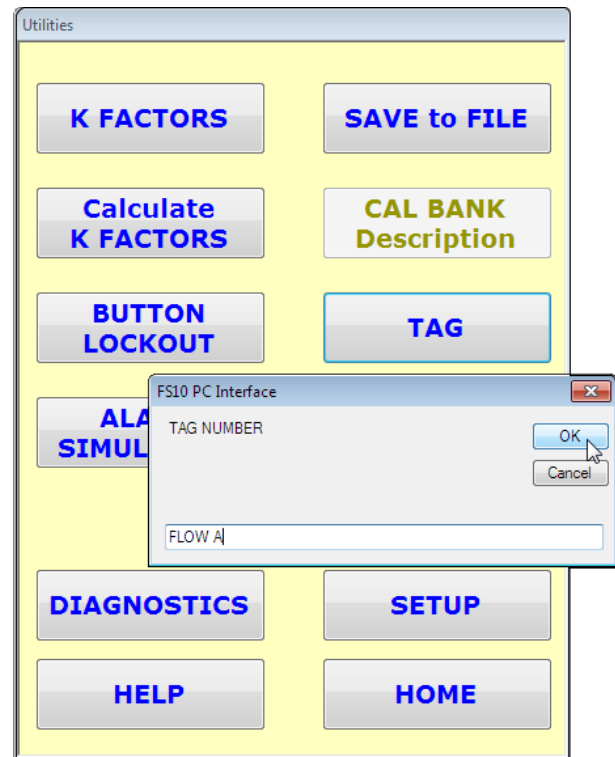 Utilities
K FACTORS
SAVE to FILE
Calculate
K FACTORS
CAL BANK
Description
BUTTON
LOCKOUT
TAG
FS10 PC Interface
TAG NUMBER
OK
Cancel
FLOW A
DIAGNOSTICS
SETUP
HELP
HOME